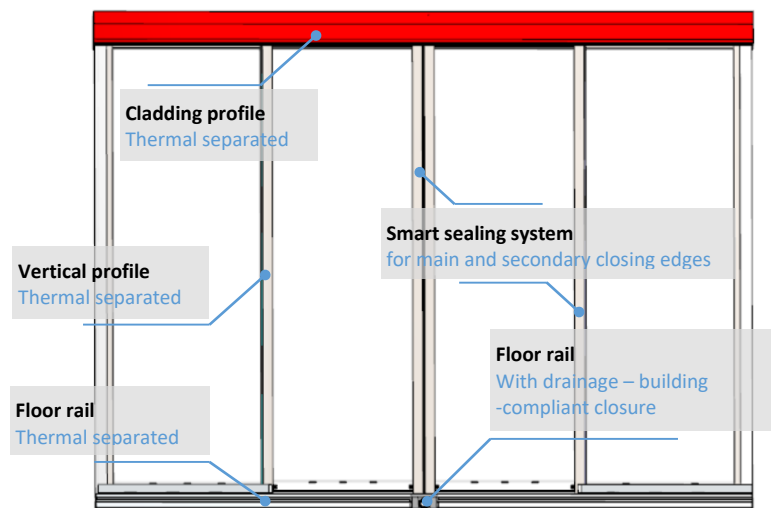 Cladding profile
Thermal separated
Smart sealing system
for main and secondary closing edges
Vertical profile
Thermal separated
Floor rail
With drainage – building
-compliant closure
Floor rail
Thermal separated